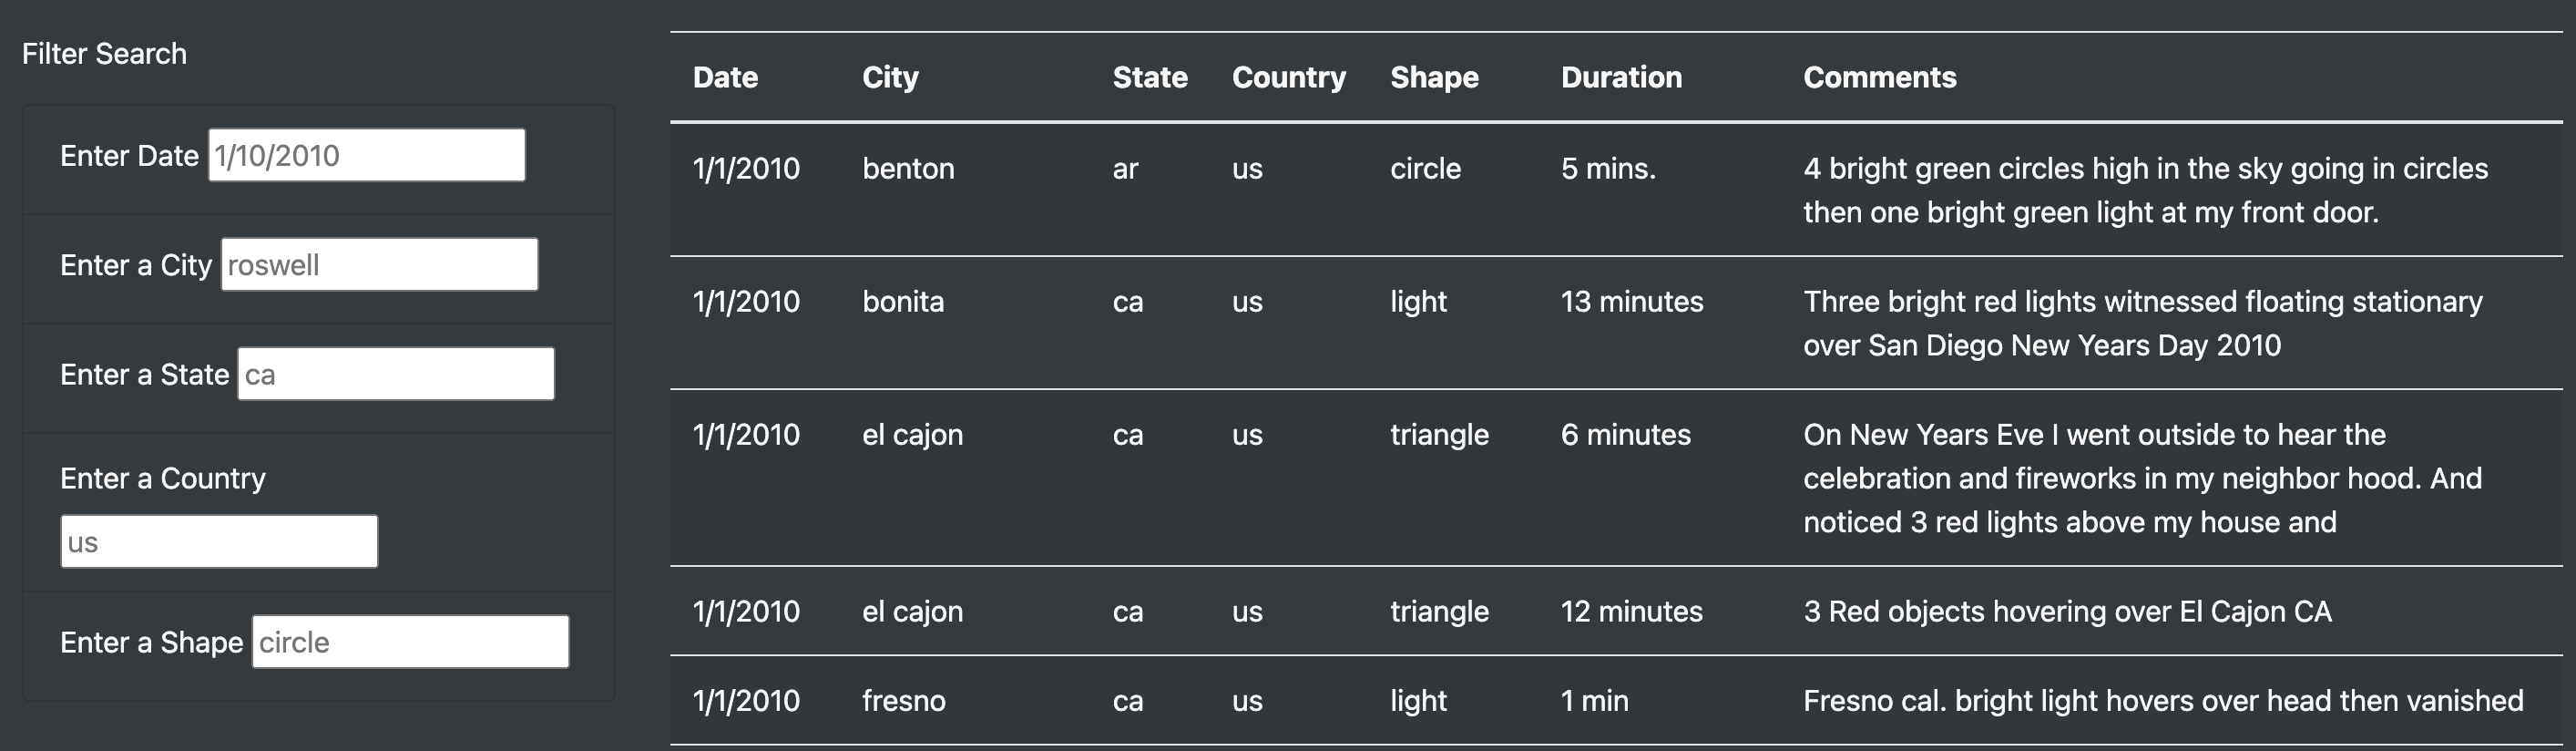 Filter Search
Enter Date 1/10/2010
Enter a City roswell
Enter a State ca
Enter a Country
us
Enter a Shape circle
Date City State Country Shape Duration Comments
1/1/2010 benton ar us circle 5 mins. 4 bright green circles high in the sky going in circles
then one bright green light at my front door.
1/1/2010 bonita ca us light 13 minutes Three bright red lights witnessed floating stationary
over San Diego New Years Day 2010
1/1/2010 el cajon ca us triangle 6 minutes On New Years Eve I went outside to hear the
celebration and fireworks in my neighbor hood. And
noticed 3 red lights above my house and
1/1/2010 el cajon ca us triangle 12 minutes 3 Red objects hovering over El Cajon CA
1/1/2010 fresno ca us light 1 min Fresno cal. bright light hovers over head then vanished